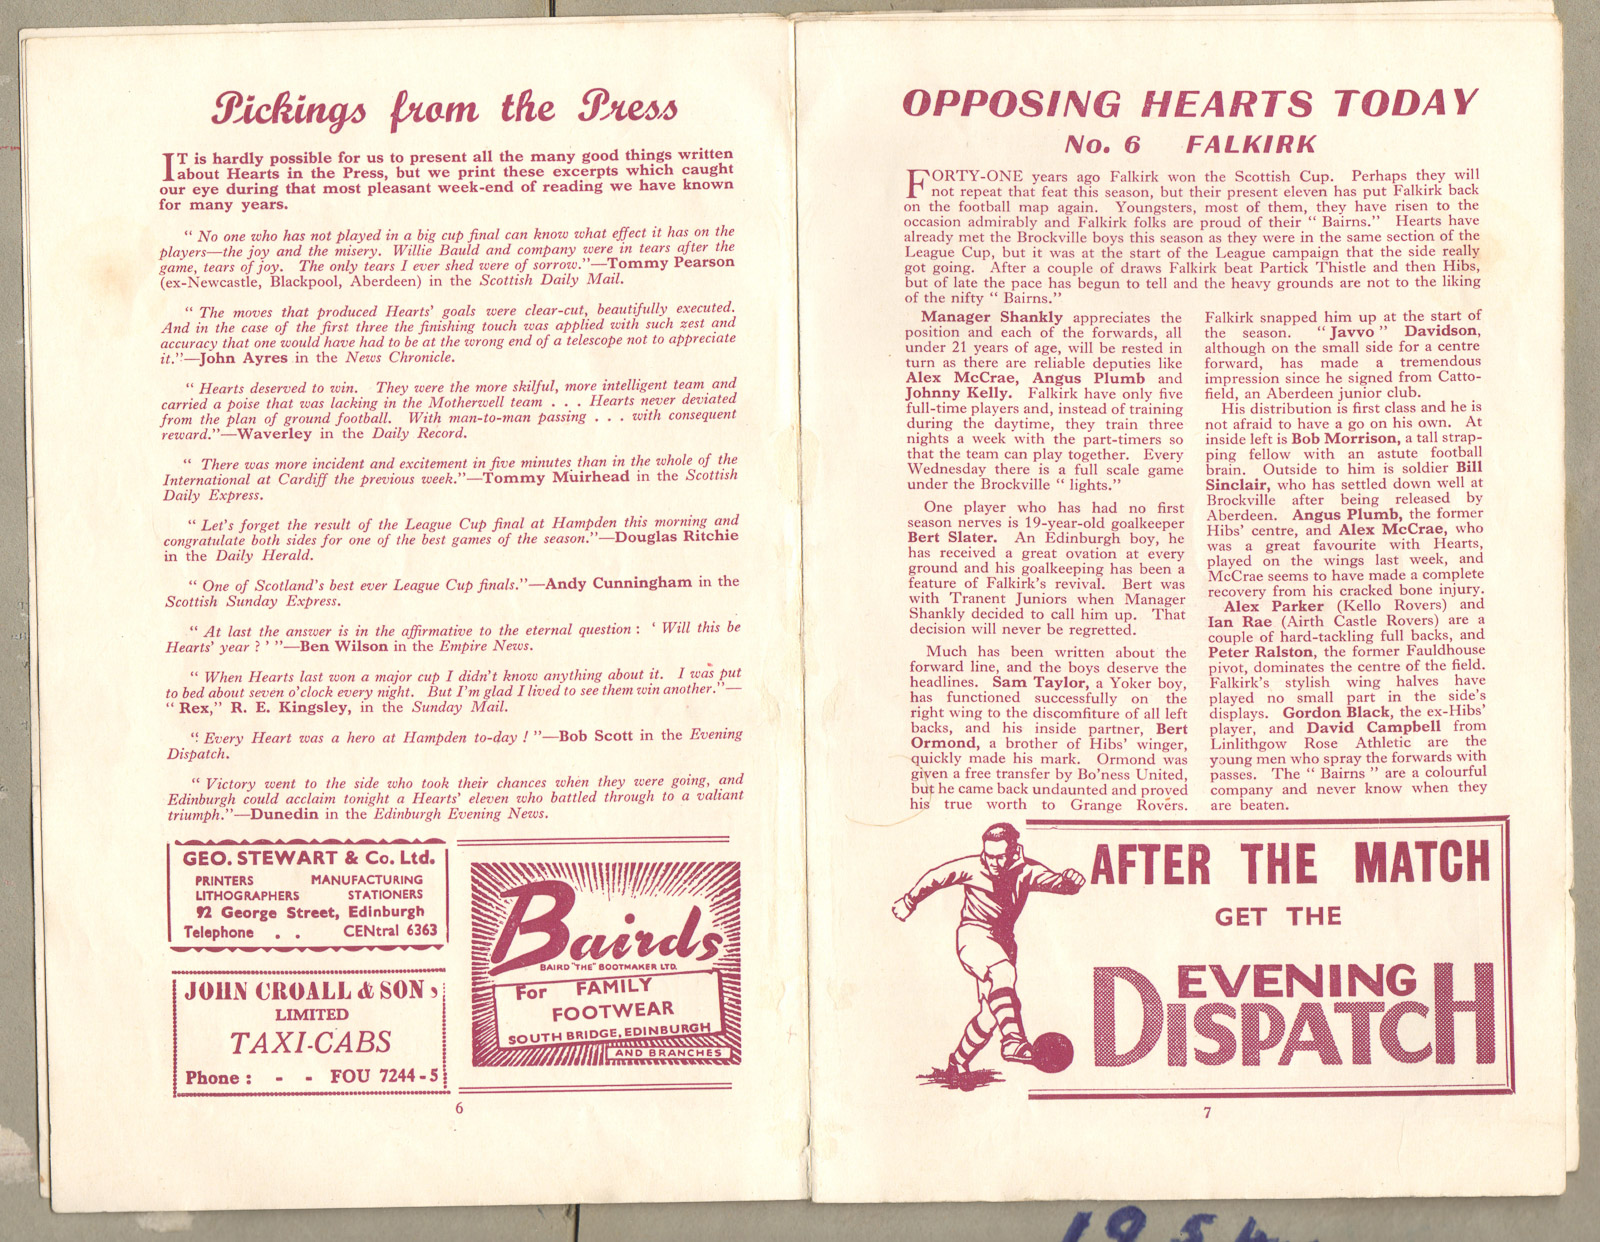 Pickings from the Press
IT is hardly possible for us to present all the many good things written
about Hearts in the Press, but we print these excerpts which caught
our eye during that most pleasant week-end of reading we have known
for many years.
“ No one who has not played in a big cup final can know what effect it has on the
players—the joy and the misery. Willie Bauld and company were in tears after the
game, tears of joy. The only tears I ever shed were of sorrow.”—Tommy Pearson
(ex-Newcastle, Blackpool, Aberdeen) in the Scottish Daily Mail.
“ The moves that produced Hearts’ goals were clear-cut, beautifully executed.
And in the case of the first three the finishing touch was applied with such zest and
accuracy that one would have had to be at the wrong end of a telescope not to appreciate
it.”—John Ayres in the News Chronicle.
“ Hearts deserved to win. They were the more skilful, more intelligent team and
carried a poise that was lacking in the Motherwell team . . . Hearts never deviated
from the plan of ground football. With man-to-man passing . . . with consequent
reward.”—Waverley in the Daily Record.
“ There was more incident and excitement in five minutes than in the whole of the
International at Cardiff the previous week.”—Tommy Muirhead in the Scottish
Daily Express.
“ Let’s forget the result of the League Cup final at Hampden this morning and
congratulate both sides for one of the best games of the season.”—Douglas Ritchie
in the Daily Herald.
“ One of Scotland’s best ever League Cup finals.”—Andy Cunningham in the
Scottish Sunday Express.
“ At last the answer is in the affirmative to the eternal question : ‘ Will this be
Hearts’ year ? ’ ”—Ben Wilson in the Empire News.
“ When Hearts last won a major cup I didn’t know anything about it. I was put
to bed about seven o’clock every night. But I’m glad I lived to see them win another.”—
“ Rex,” R. E. Kingsley, in the Sunday Mail.
“ Every Heart was a hero at Hampden to-day ! ”—Bob Scott in the Evening
Dispatch.
“ Victory went to the side who took their chances when they were going, and
Edinburgh could acclaim tonight a Hearts’ eleven who battled through to a valiant
triumph.”—Dunedin in the Edinburgh Evening News.
GEO. STEWART & Co. Ltd.
PRINTERS MANUFACTURING
LITHOGRAPHERS STATIONERS
92 George Street, Edinburgh
Telephone . . CENtral 6363
JOHN CROALL & SONS
LIMITED
TAXI-CABS
Phone : - - FOU 7244-5
Bairds
BAIRD "THE" BOOTMAKER LTD.
For FAMILY
FOOTWEAR
SOUTH BRIDGE, EDINBURGH
AND BRANCHES
6
OPPOSING HEARTS TODAY
No. 6 FALKIRK
FORTY-ONE years ago Falkirk won the Scottish Cup. Perhaps they will
not repeat that feat this season, but their present eleven has put Falkirk back
on the football map again. Youngsters, most of them, they have risen to the
occasion admirably and Falkirk folks are proud of their “ Bairns.” Hearts have
already met the Brockville boys this season as they were in the same section of the
League Cup, but it was at the start of the League campaign that the side really
got going. After a couple of draws Falkirk beat Partick Thistle and then Hibs,
but of late the pace has begun to tell and the heavy grounds are not to the liking
of the nifty “ Bairns.”
Manager Shankly appreciates the
position and each of the forwards, all
under 21 years of age, will be rested in
turn as there are reliable deputies like
Alex McCrae, Angus Plumb and
Johnny Kelly. Falkirk have only five
full-time players and, instead of training
during the daytime, they train three
nights a week with the part-timers so
that the team can play together. Every
Wednesday there is a full scale game
under the Brockville “ lights.”
One player who has had no first
season nerves is 19-year-old goalkeeper
Bert Slater. An Edinburgh boy, he
has received a great ovation at every
ground and his goalkeeping has been a
feature of Falkirk’s revival. Bert was
with Tranent Juniors when Manager
Shankly decided to call him up. That
decision will never be regretted.
Much has been written about the
forward line, and the boys deserve the
headlines. Sam Taylor, a Yoker boy,
has functioned successfully on the
right wing to the discomfiture of all left
backs, and his inside partner, Bert
Ormond, a brother of Hibs’ winger,
quickly made his mark. Ormond was
given a free transfer by Bo’ness United,
but he came back undaunted and proved
his true worth to Grange Rovers.
Falkirk snapped him up at the start of
the season. “ Javvo ” Davidson,
although on the small side for a centre
forward, has made a tremendous
impression since he signed from Catto-
field, an Aberdeen junior club.
His distribution is first class and he is
not afraid to have a go on his own. At
inside left is Bob Morrison, a tall strap-
ping fellow with an astute football
brain. Outside to him is soldier Bill
Sinclair, who has settled down well at
Brockville after being released by
Aberdeen. Angus Plumb, the former
Hibs’ centre, and Alex McCrae, who
was a great favourite with Hearts,
played on the wings last week, and
McCrae seems to have made a complete
recovery from his cracked bone injury.
Alex Parker (Kello Rovers) and
Ian Rae (Airth Castle Rovers) are a
couple of hard-tackling full backs, and
Peter Ralston, the former Fauldhouse
pivot, dominates the centre of the field.
Falkirk’s stylish wing halves have
played no small part in the side’s
displays. Gordon Black, the ex-Hibs’
player, and David Campbell from
Linlithgow Rose Athletic are the
young men who spray the forwards with
passes. The “ Bairns ” are a colourful
company and never know when they
are beaten.
AFTER THE MATCH
GET THE
EVENING
DISPATCH
7